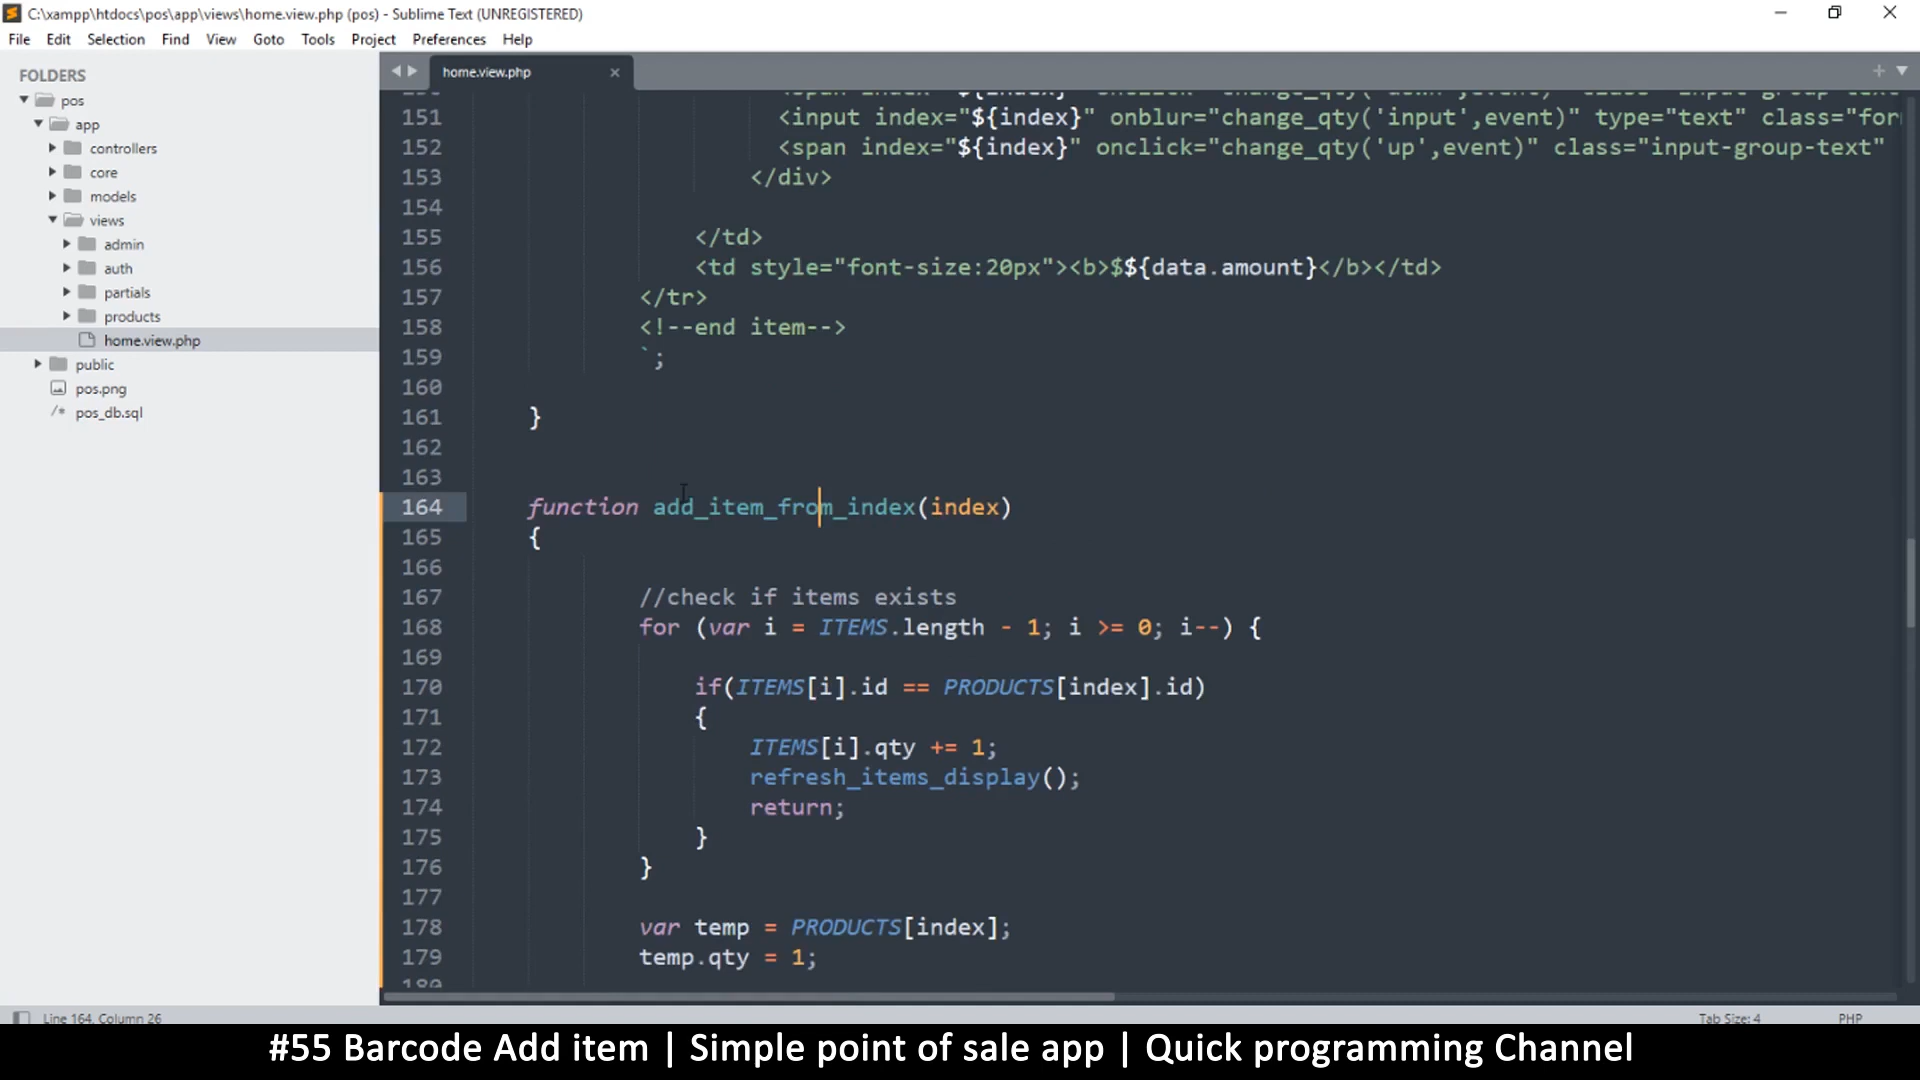 C:\xampp\htdocs\pos\app\views\home.view.php (pos) - Sublime Text (UNREGISTERED)
File Edit Selection Find View Goto Tools Project Preferences Help
FOLDERS
pos
app
controllers
core
models
views
admin
auth
partials
products
home.view.php
public
pos.png
/* pos_db.sql
home.view.php
151 <input index="${index}" onblur="change_qty('input',event)" type="text" class="for
152 <span index="${index}" onclick="change_qty('up',event)" class="input-group-text"
153 </div>
154
155 </td>
156 <td style="font-size:20px"><b>$${data.amount}</b></td>
157 </tr>
158 <!--end item-->
159 `;
160
161 }
162
163
164 function add_item_from_index(index)
165 {
166
167 //check if items exists
168 for (var i = ITEMS.length - 1; i >= 0; i--) {
169
170 if(ITEMS[i].id == PRODUCTS[index].id)
171 {
172 ITEMS[i].qty += 1;
173 refresh_items_display();
174 return;
175 }
176 }
177
178 var temp = PRODUCTS[index];
179 temp.qty = 1;
Line 164, Column 26
Tab Size: 4
PHP
#55 Barcode Add item | Simple point of sale app | Quick programming Channel